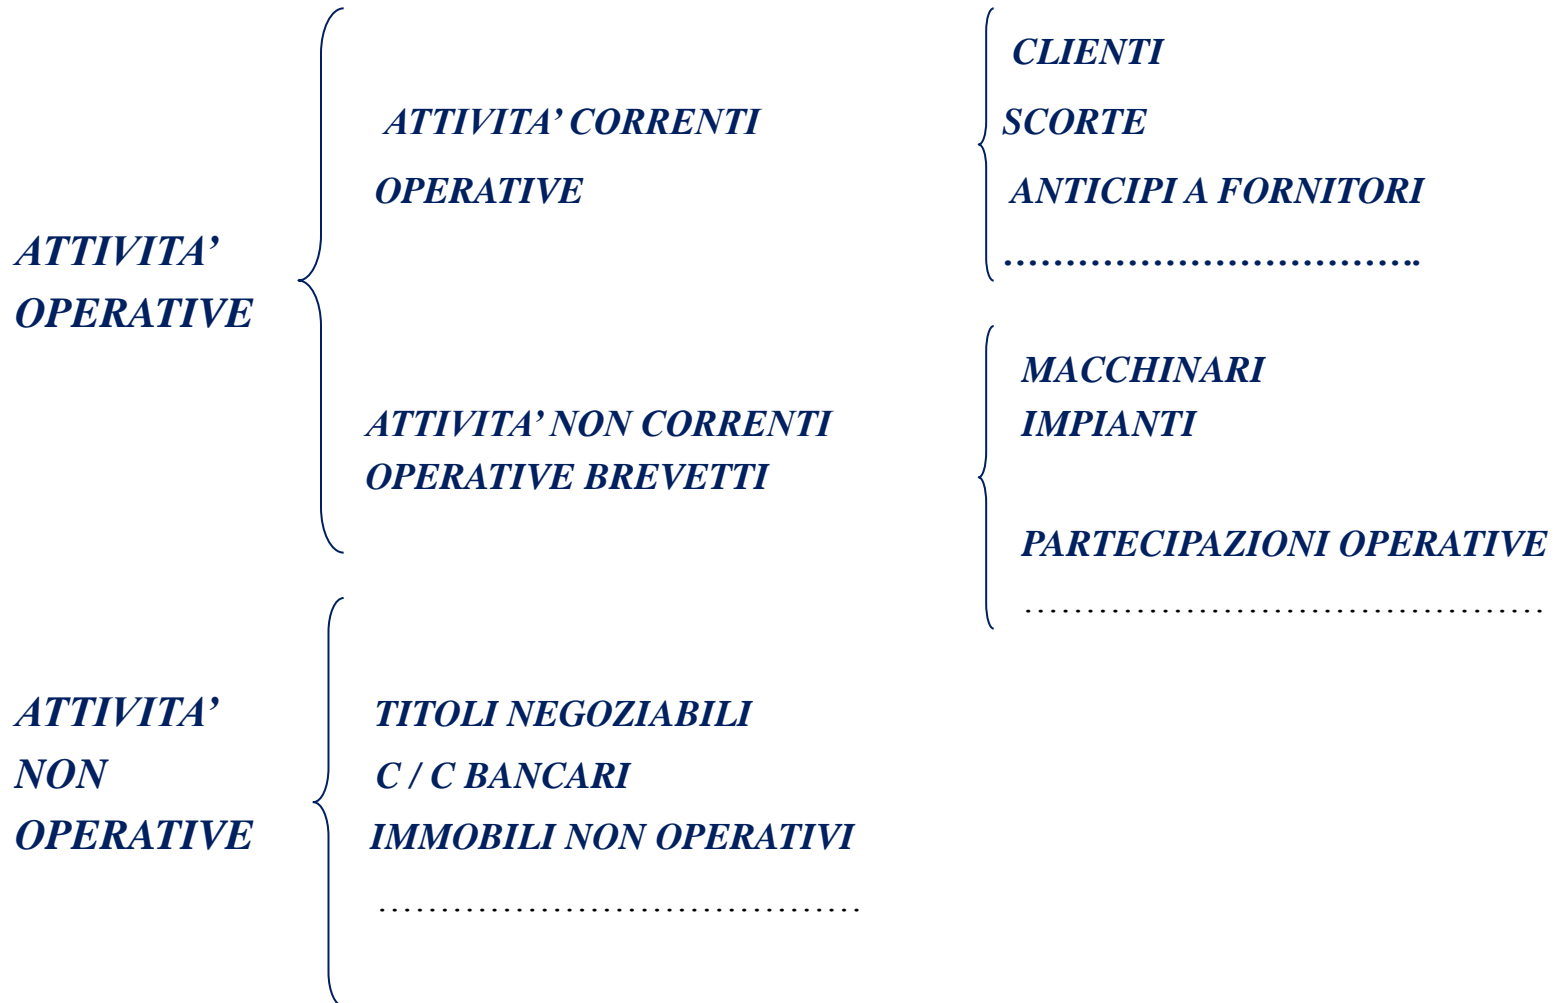 ATTIVITA’
OPERATIVE
ATTIVITA’ CORRENTI
OPERATIVE
CLIENTI
SCORTE
ANTICIPI A FORNITORI
……………………………..
ATTIVITA’ NON CORRENTI
OPERATIVE BREVETTI
MACCHINARI
IMPIANTI
PARTECIPAZIONI OPERATIVE
……………………………………
ATTIVITA’
NON
OPERATIVE
TITOLI NEGOZIABILI
C / C BANCARI
IMMOBILI NON OPERATIVI
…………………………………